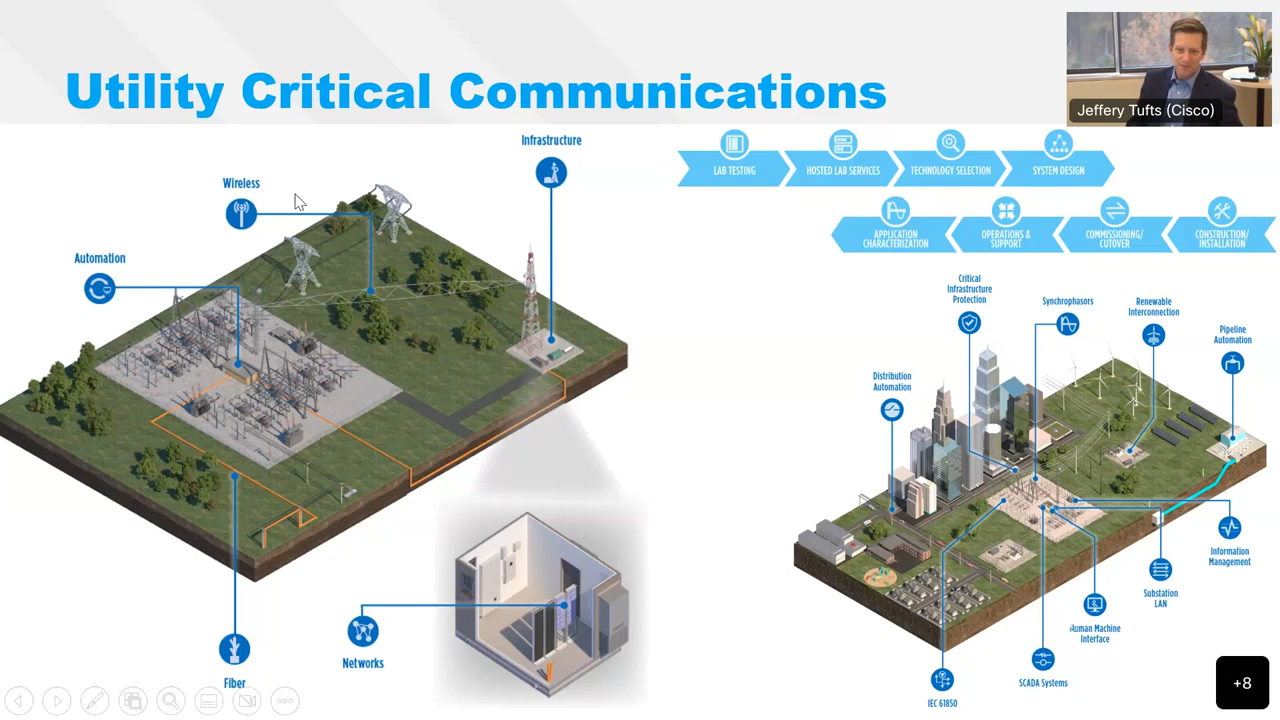 Utility Critical Communications
Jeffery Tufts (Cisco)
Infrastructure
Wireless
Automation
Networks
Fiber
LAB TESTING
HOSTED LAB SERVICES
TECHNOLOGY SELECTION
SYSTEM DESIGN
APPLICATION
CHARACTERIZATION
OPERATIONS &
SUPPORT
COMMISSIONING/
CUTOVER
CONSTRUCTION/
INSTALLATION
Critical
Infrastructure
Protection
Synchrophasors
Renewable
Interconnection
Pipeline
Automation
Distribution
Automation
Information
Management
Substation
LAN
Human Machine
Interface
SCADA Systems
IEC 61850
+8